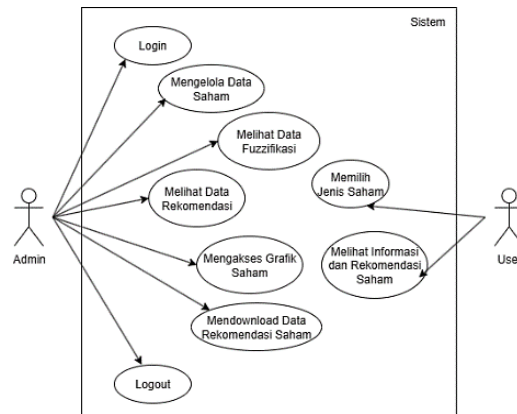 Sistem
Login
Mengelola Data
Saham
Melihat Data
Fuzzifikasi
Memilih
Jenis Saham
Melihat Data
Rekomendasi
Admin
User
Mengakses Grafik
Saham
Melihat Informasi
dan Rekomendasi
Saham
Mendownload Data
Rekomendasi Saham
Logout